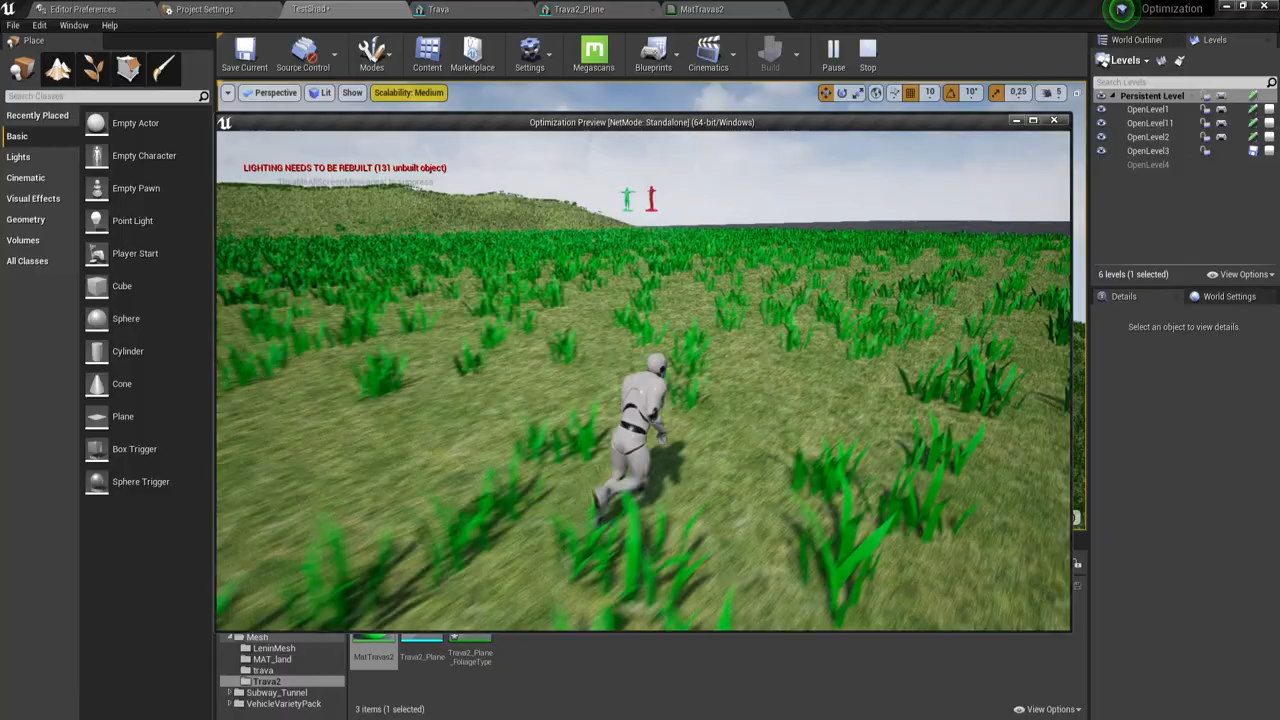 Editor Preferences
Project Settings
TestShad*
Trava
Trava2_Plane
MatTravas2
Optimization
File
Edit
Window
Help
Place
Search Classes
Recently Placed
Basic
Lights
Cinematic
Visual Effects
Geometry
Volumes
All Classes
Empty Actor
Empty Character
Empty Pawn
Point Light
Player Start
Cube
Sphere
Cylinder
Cone
Plane
Box Trigger
Sphere Trigger
Save Current
Source Control
Modes
Content
Marketplace
Settings
Megascans
Blueprints
Cinematics
Build
Pause
Stop
Perspective
Lit
Show
Scalability: Medium
10
10°
0,25
5
Optimization Preview [NetMode: Standalone] (64-bit/Windows)
LIGHTING NEEDS TO BE REBUILT (131 unbuilt object)
'DisableAllScreenMessages' to suppress
World Outliner
Levels
Levels
Search Levels
Persistent Level
OpenLevel1
OpenLevel11
OpenLevel2
OpenLevel3
OpenLevel4
6 levels (1 selected)
View Options
Details
World Settings
Select an object to view details.
Mesh
LeninMesh
MAT_land
trava
Trava2
Subway_Tunnel
VehicleVarietyPack
MatTravas2
Trava2_Plane
Trava2_Plane
_FoliageType
3 items (1 selected)
View Options